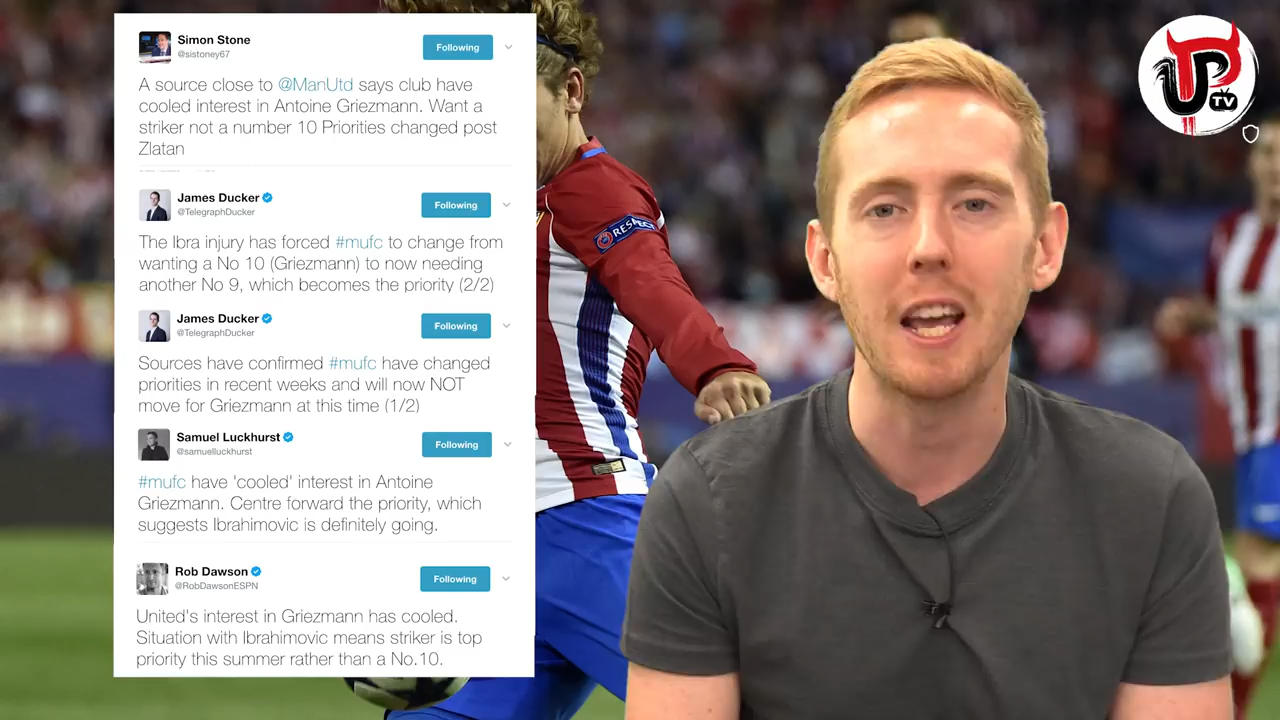 Simon Stone
@sistoney67
Following
A source close to @ManUtd says club have
cooled interest in Antoine Griezmann. Want a
striker not a number 10 Priorities changed post
Zlatan
James Ducker
@TelegraphDucker
Following
The Ibra injury has forced #mufc to change from
wanting a No 10 (Griezmann) to now needing
another No 9, which becomes the priority (2/2)
James Ducker
@TelegraphDucker
Following
Sources have confirmed #mufc have changed
priorities in recent weeks and will now NOT
move for Griezmann at this time (1/2)
Samuel Luckhurst
@samuelluckhurst
Following
#mufc have 'cooled' interest in Antoine
Griezmann. Centre forward the priority, which
suggests Ibrahimovic is definitely going.
Rob Dawson
@RobDawsonESPN
Following
United's interest in Griezmann has cooled.
Situation with Ibrahimovic means striker is top
priority this summer rather than a No.10.
RESPECT
UP
TV